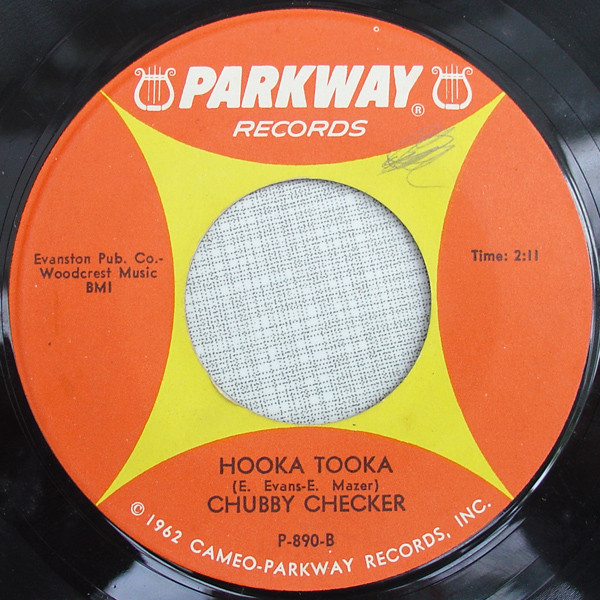 PARKWAY®
RECORDS
Evanston Pub. Co.-
Woodcrest Music
BMI
Time: 2:11
HOOKA TOOKA
(E. Evans-E. Mazer)
CHUBBY CHECKER
P-890-B
© 1962 CAMEO-PARKWAY RECORDS, INC.